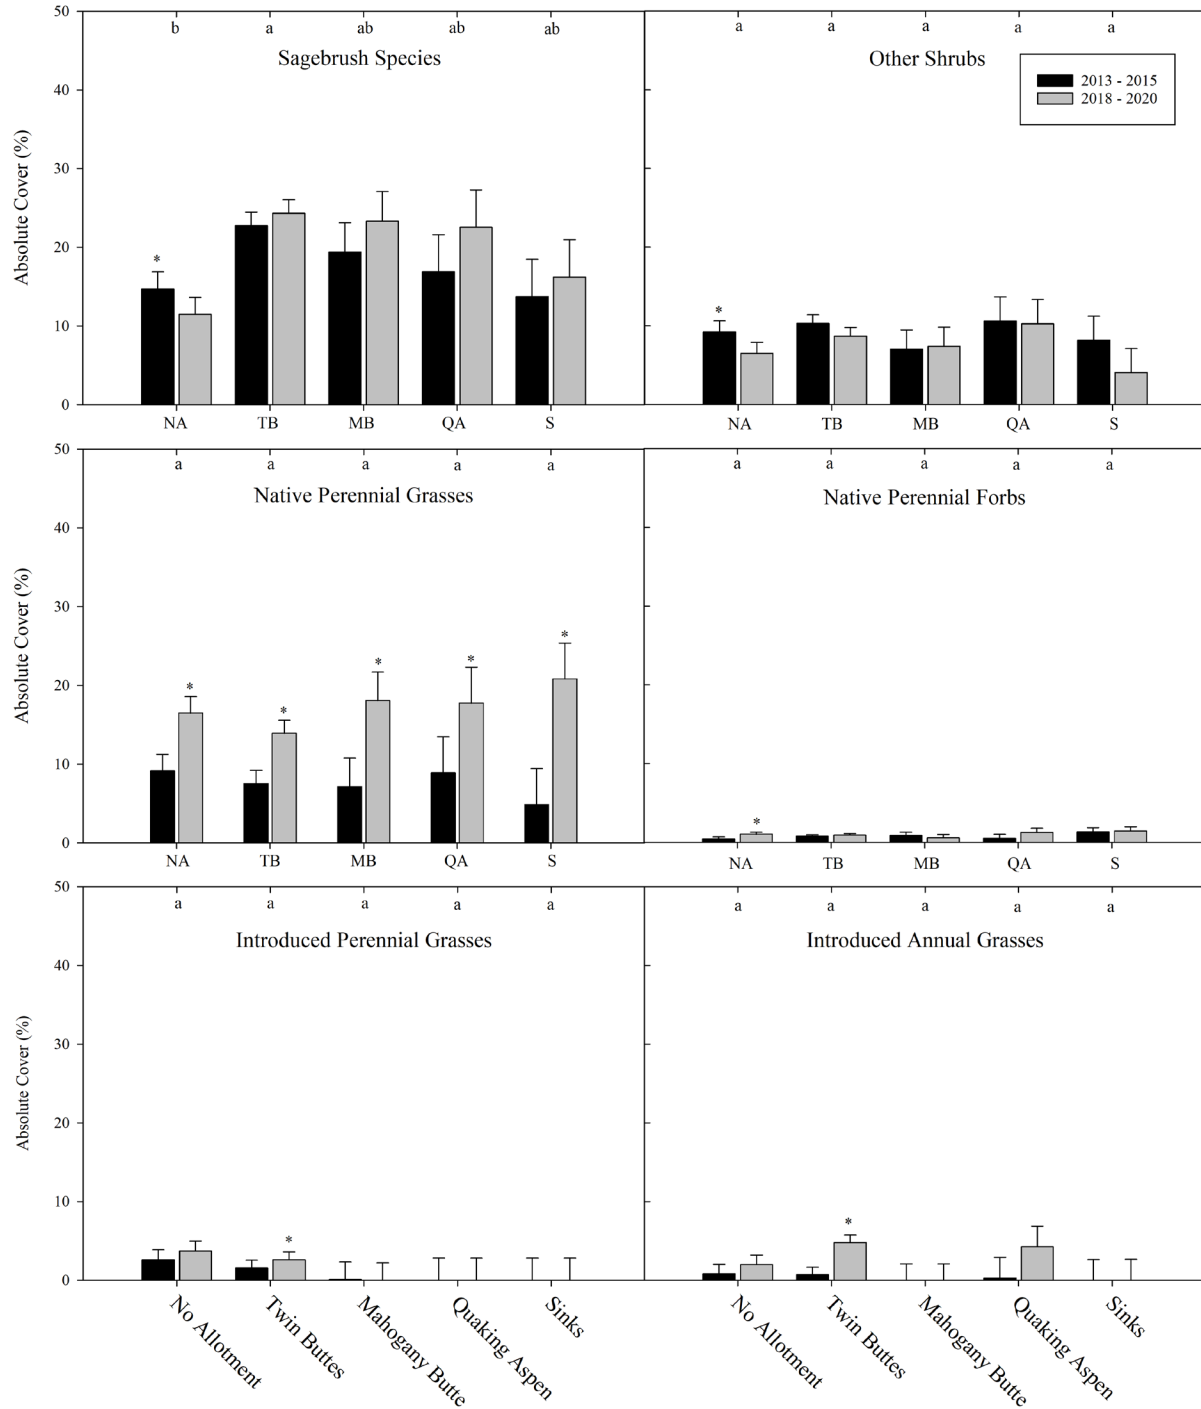 50
b a ab ab ab
a a a a a
Sagebrush Species
Other Shrubs
2013 - 2015
2018 - 2020
40
30
20
10
0
Absolute Cover (%)
*
*
NA TB MB QA S
NA TB MB QA S
50
a a a a a
a a a a a
Native Perennial Grasses
Native Perennial Forbs
40
30
20
10
0
Absolute Cover (%)
* * * * *
*
NA TB MB QA S
NA TB MB QA S
50
a a a a a
a a a a a
Introduced Perennial Grasses
Introduced Annual Grasses
40
30
20
10
0
Absolute Cover (%)
*
*
No Allotment
Twin Buttes
Mahogany Butte
Quaking Aspen
Sinks
No Allotment
Twin Buttes
Mahogany Butte
Quaking Aspen
Sinks